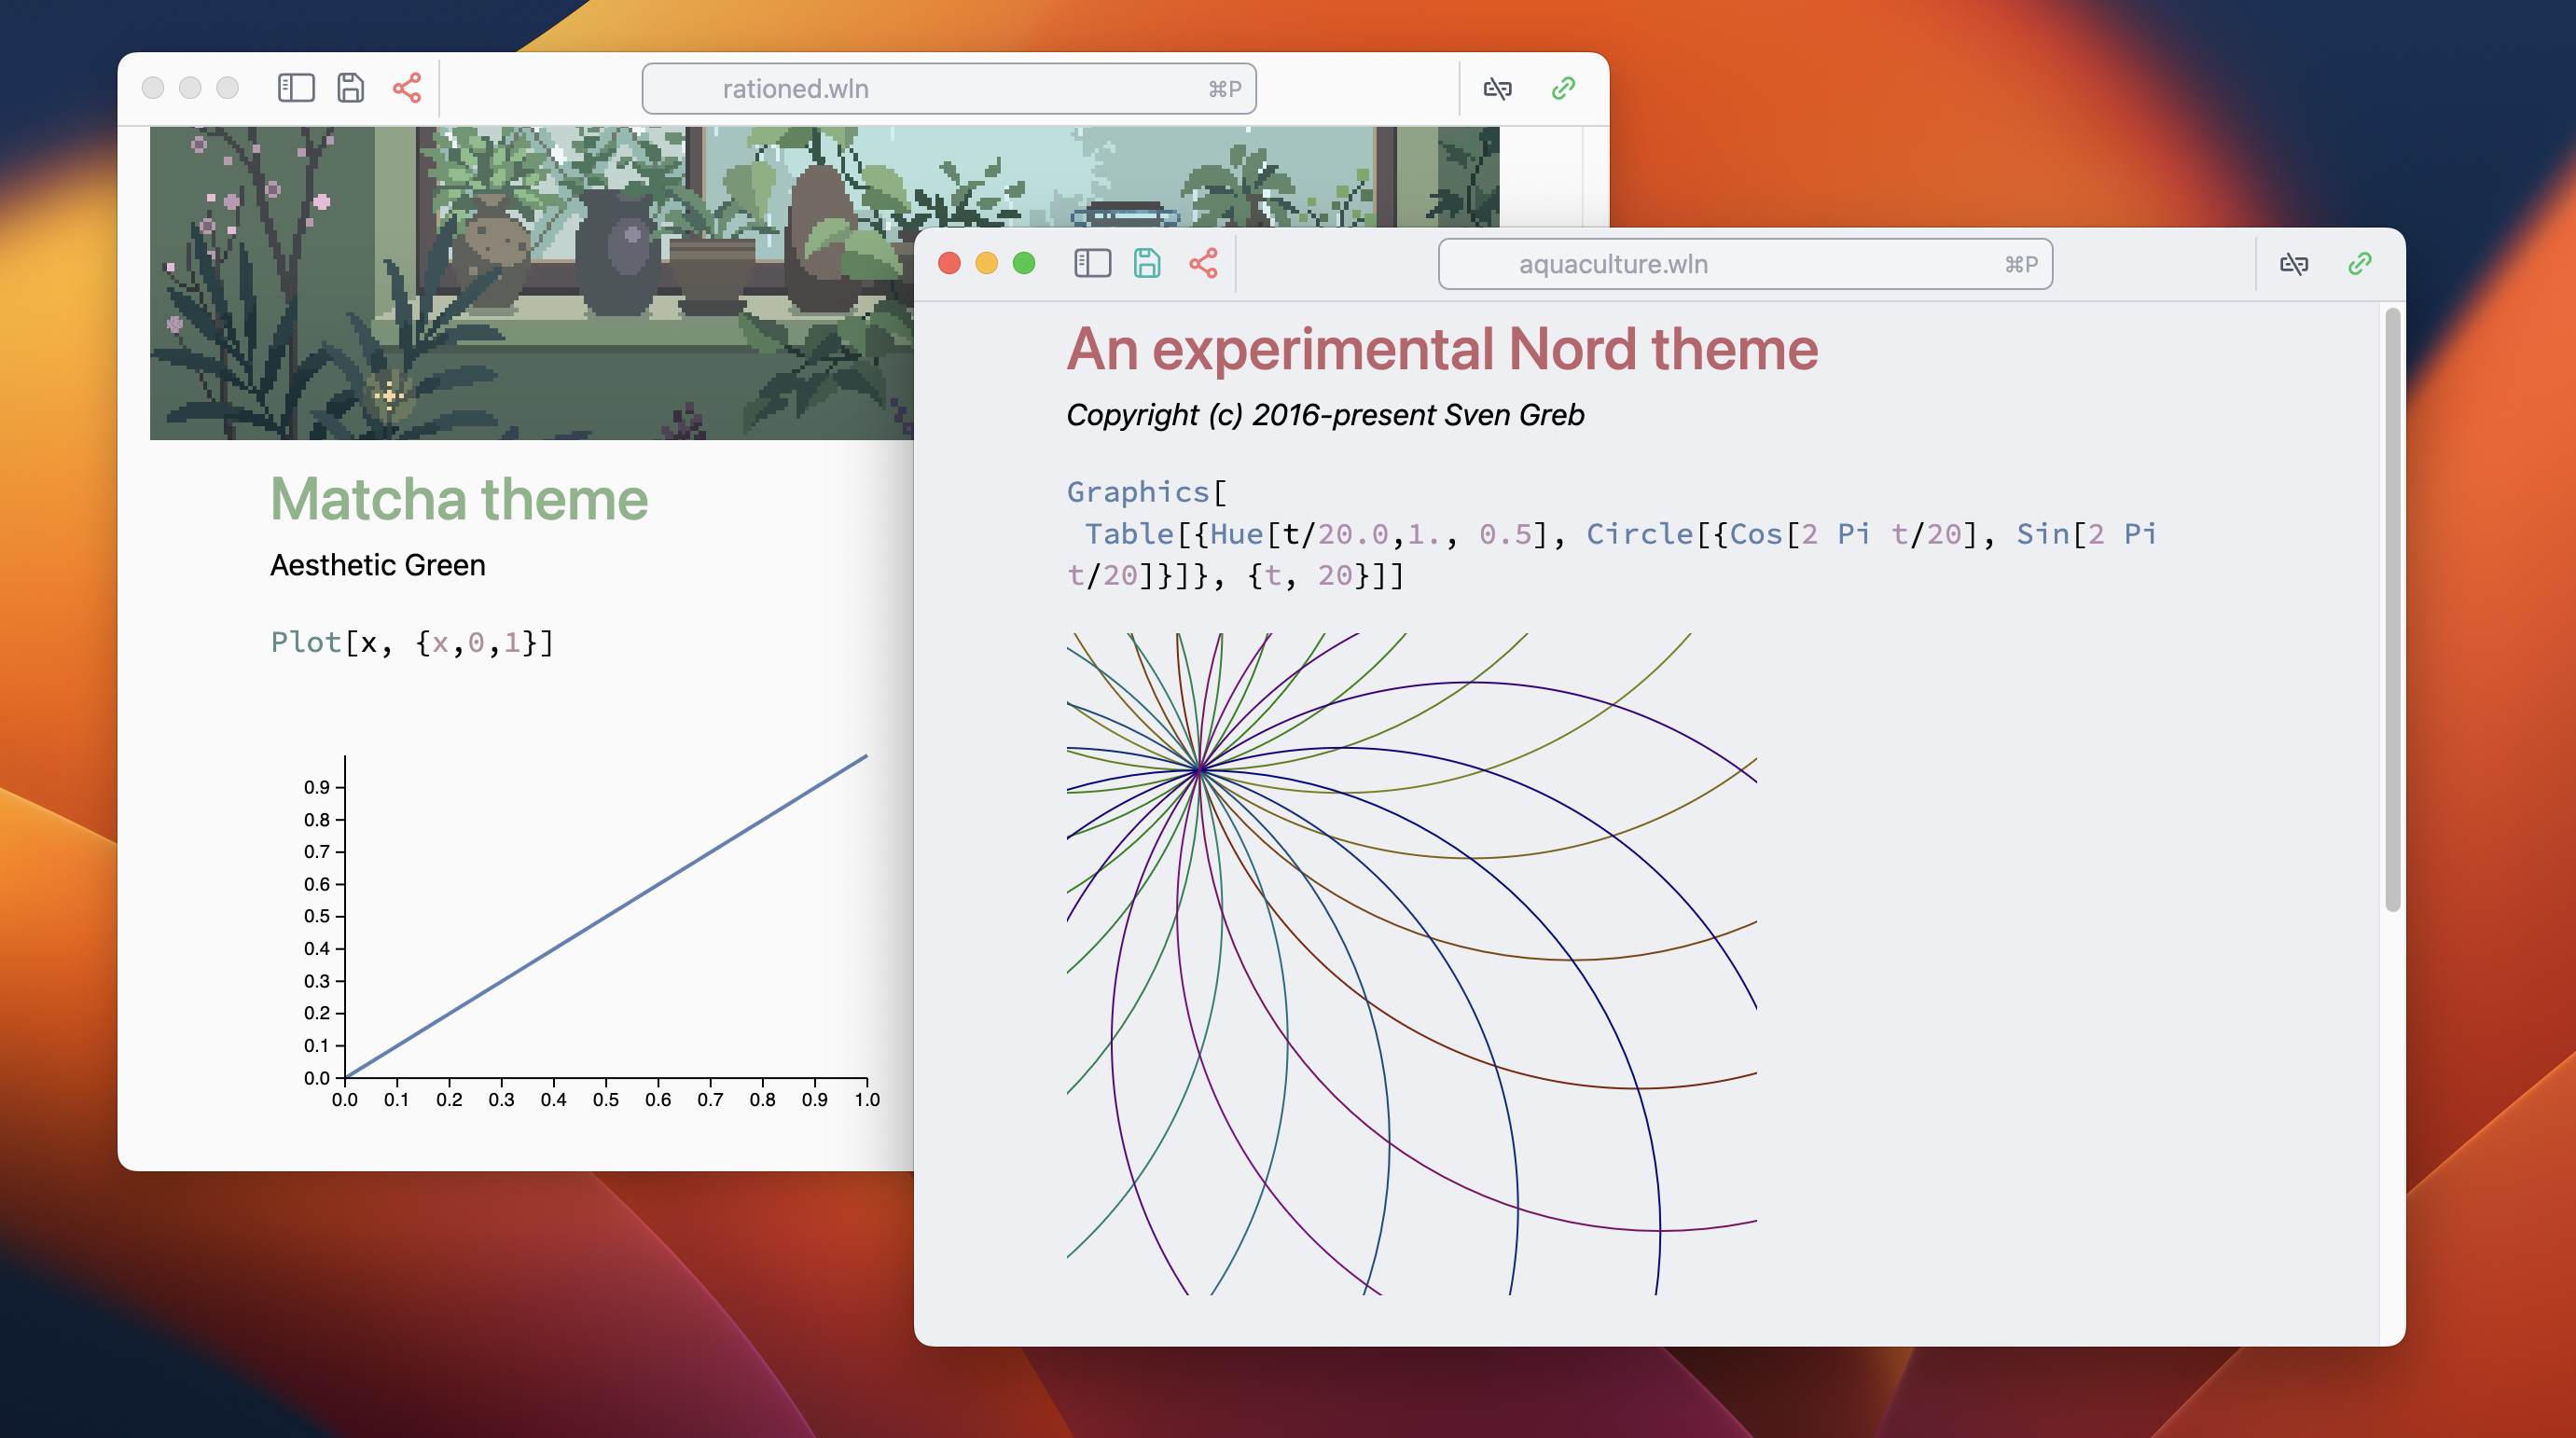 rationed.wln ⌘P
Matcha theme
Aesthetic Green
Plot[x, {x,0,1}]
0.9
0.8
0.7
0.6
0.5
0.4
0.3
0.2
0.1
0.0
0.0 0.1 0.2 0.3 0.4 0.5 0.6 0.7 0.8 0.9 1.0
aquaculture.wln ⌘P
An experimental Nord theme
Copyright (c) 2016-present Sven Greb
Graphics[
Table[{Hue[t/20.0,1., 0.5], Circle[{Cos[2 Pi t/20], Sin[2 Pi
t/20]}]}, {t, 20}]]